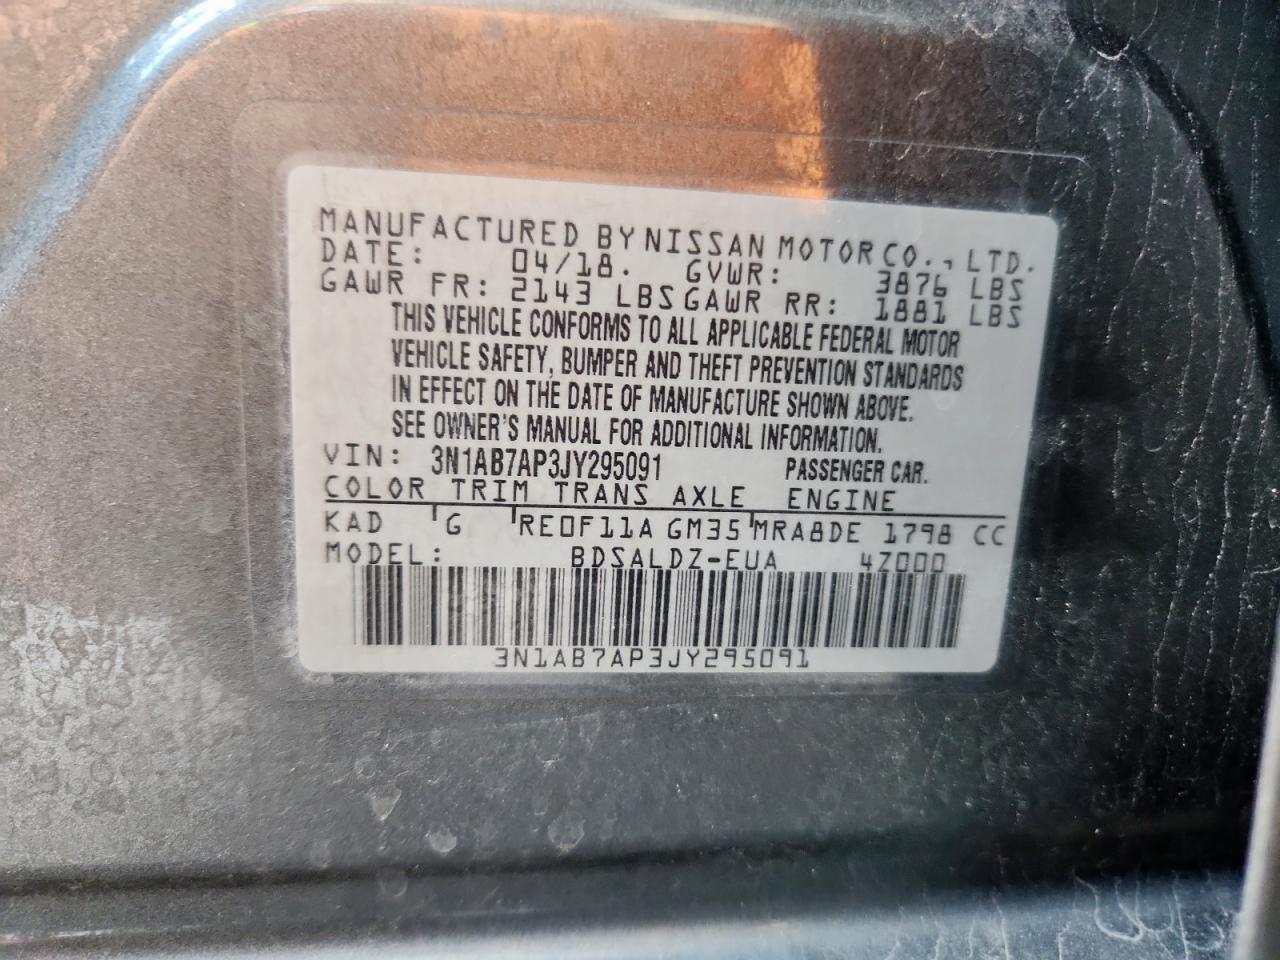 MANUFACTURED BY NISSAN MOTOR CO., LTD.
DATE: 04/18. GVWR: 3876 LBS
GAWR FR: 2143 LBS GAWR RR: 1881 LBS
THIS VEHICLE CONFORMS TO ALL APPLICABLE FEDERAL MOTOR
VEHICLE SAFETY, BUMPER AND THEFT PREVENTION STANDARDS
IN EFFECT ON THE DATE OF MANUFACTURE SHOWN ABOVE.
SEE OWNER'S MANUAL FOR ADDITIONAL INFORMATION.
VIN: 3N1AB7AP3JY295091 PASSENGER CAR.
COLOR TRIM TRANS AXLE ENGINE
KAD G RE0F11A GM35 MRA8DE 1798 CC
MODEL: BDSALDZ-EUA 4Z000
3N1AB7AP3JY295091